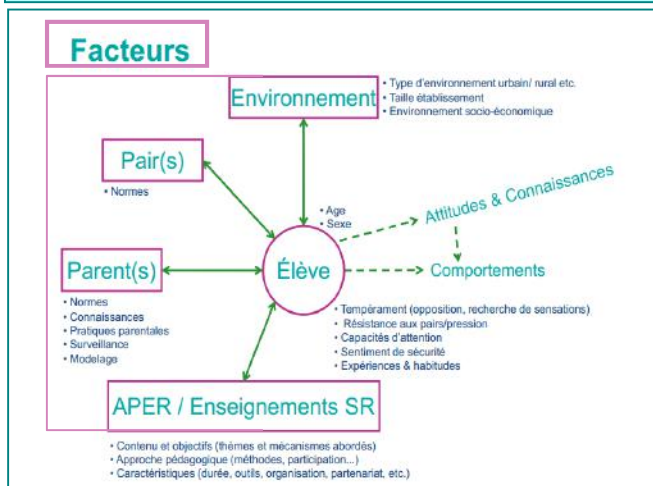 Facteurs
Environnement
• Type d'environnement urbain/ rural etc.
• Taille établissement
• Environnement socio-économique
Pair(s)
• Normes
• Age
• Sexe
Attitudes & Connaissances
Parent(s)
Élève
Comportements
• Normes
• Connaissances
• Pratiques parentales
• Surveillance
• Modelage
• Tempérament (opposition, recherche de sensations)
• Résistance aux pairs/pression
• Capacités d'attention
• Sentiment de sécurité
• Expériences & habitudes
APER / Enseignements SR
• Contenu et objectifs (thèmes et mécanismes abordés)
• Approche pédagogique (méthodes, participation...)
• Caractéristiques (durée, outils, organisation, partenariat, etc.)